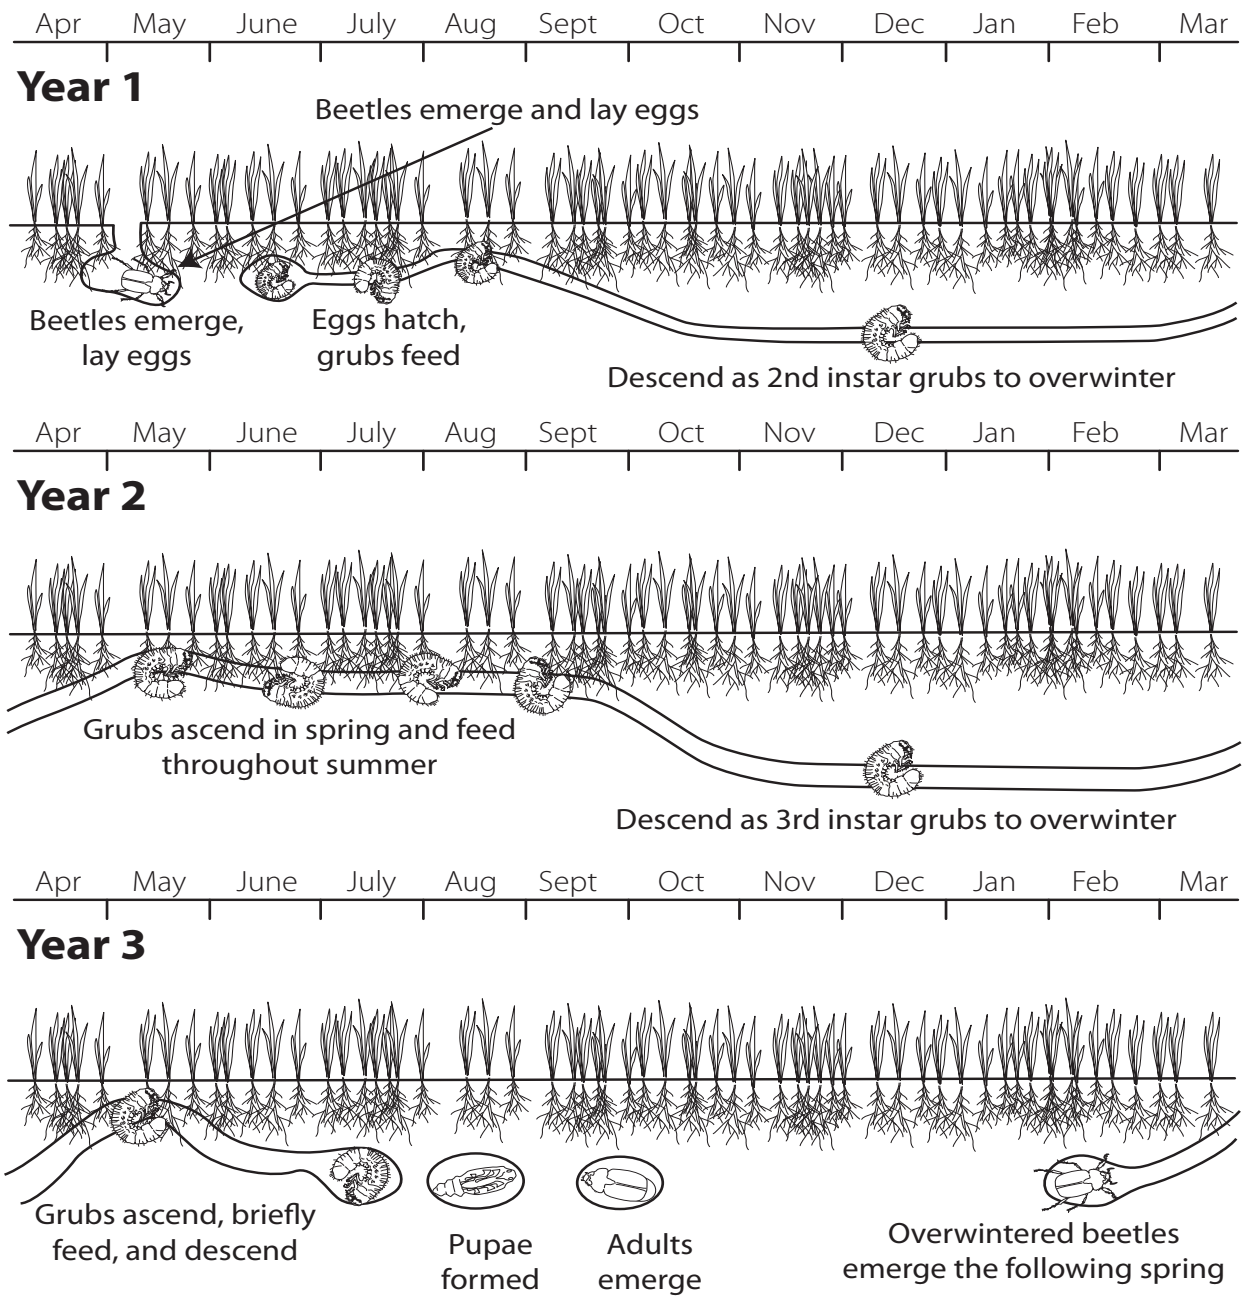 Apr May June July Aug Sept Oct Nov Dec Jan Feb Mar
Year 1
Beetles emerge and lay eggs
Beetles emerge,
lay eggs
Eggs hatch,
grubs feed
Descend as 2nd instar grubs to overwinter
Apr May June July Aug Sept Oct Nov Dec Jan Feb Mar
Year 2
Grubs ascend in spring and feed
throughout summer
Descend as 3rd instar grubs to overwinter
Apr May June July Aug Sept Oct Nov Dec Jan Feb Mar
Year 3
Grubs ascend, briefly
feed, and descend
Pupae
formed
Adults
emerge
Overwintered beetles
emerge the following spring